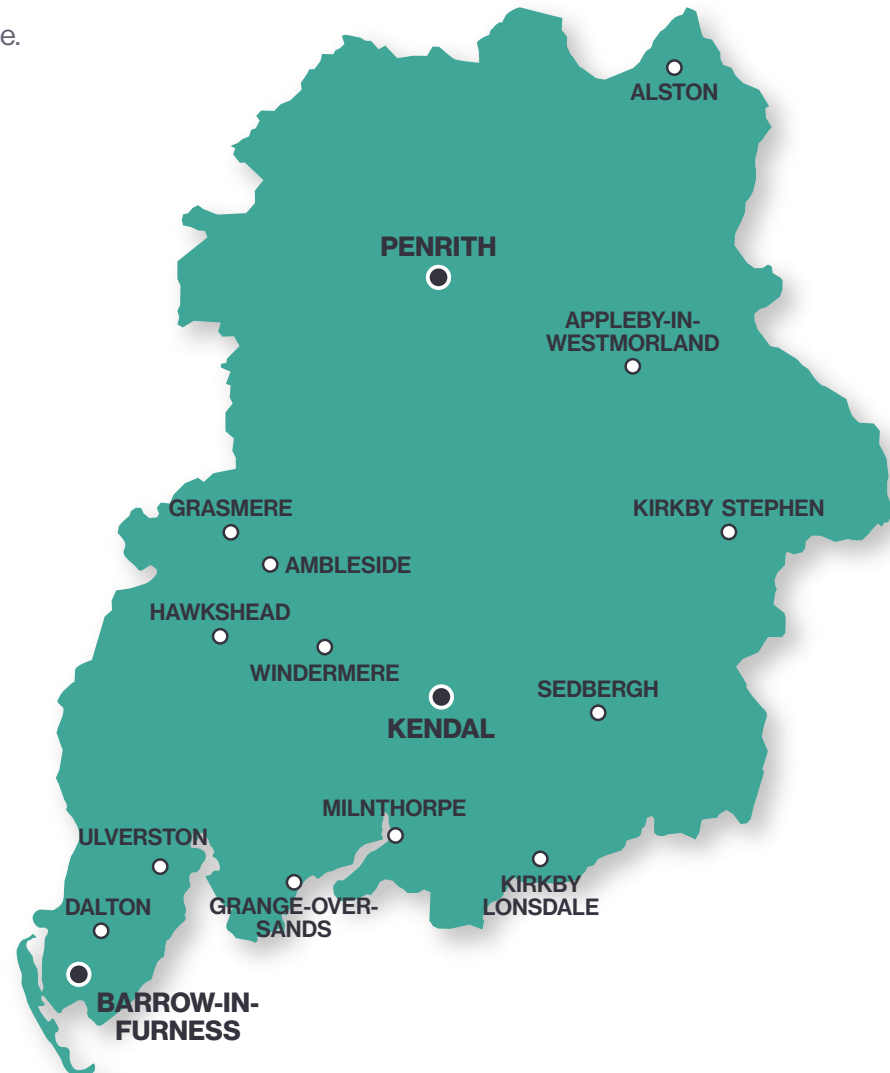 e.
ALSTON
PENRITH
APPLEBY-IN-
WESTMORLAND
GRASMERE
KIRKBY STEPHEN
AMBLESIDE
HAWKSHEAD
WINDERMERE
SEDBERGH
KENDAL
MILNTHORPE
ULVERSTON
KIRKBY
LONSDALE
DALTON
GRANGE-OVER-
SANDS
BARROW-IN-
FURNESS